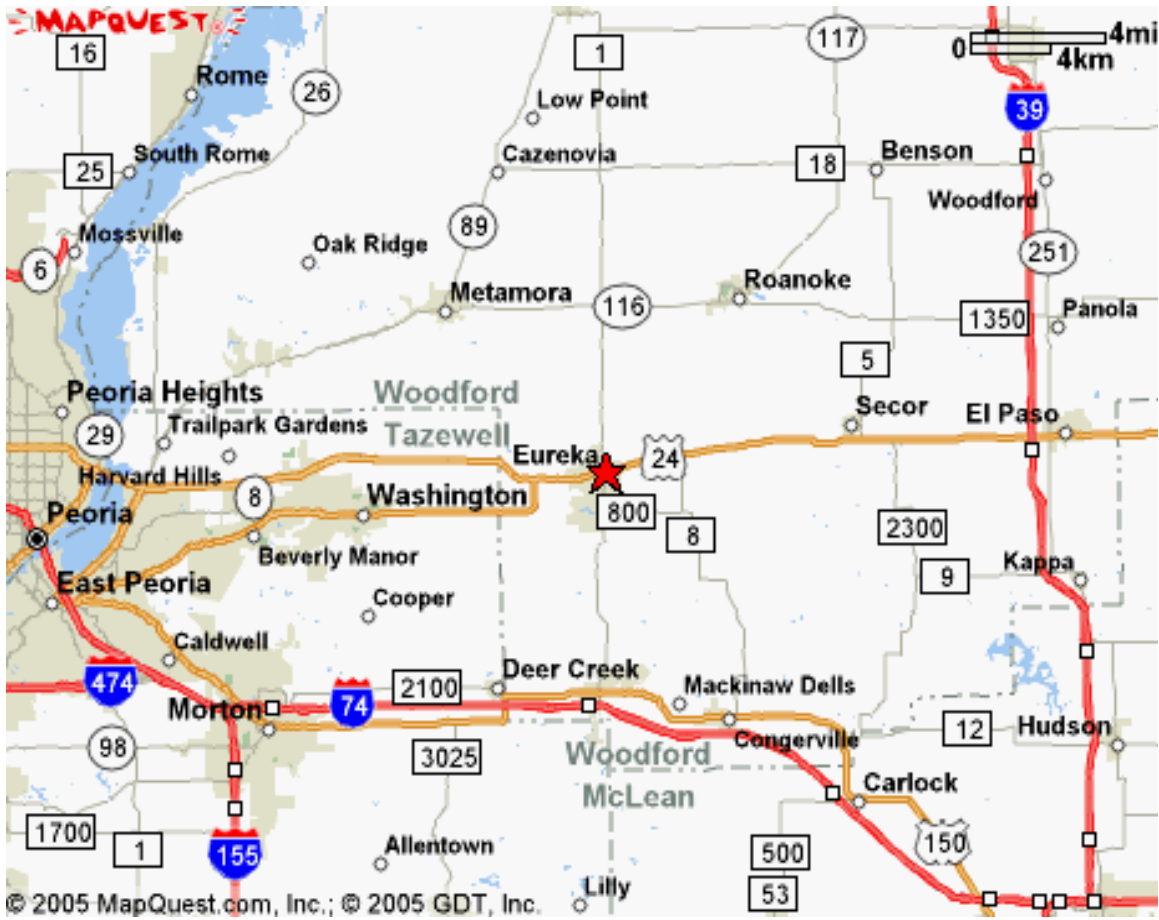 MAPQUEST
16
1
117
4mi
0
4km
Rome
26
39
Low Point
South Rome
25
Cazenovia
18
Benson
Woodford
Mossville
89
Oak Ridge
251
6
Metamora
116
Roanoke
1350
Panola
5
Peoria Heights
Woodford
Secor
El Paso
29
Trailpark Gardens
Tazewell
Eureka
24
Harvard Hills
8
Washington
Peoria
800
8
2300
Beverly Manor
9
Kappa
East Peoria
Cooper
Caldwell
474
2100
Deer Creek
74
Mackinaw Dells
Morton
12
Hudson
98
3025
Woodford
Congerville
McLean
Carlock
1700
1
155
Allentown
500
150
53
Lilly
© 2005 MapQuest.com, Inc.; © 2005 GDT, Inc.